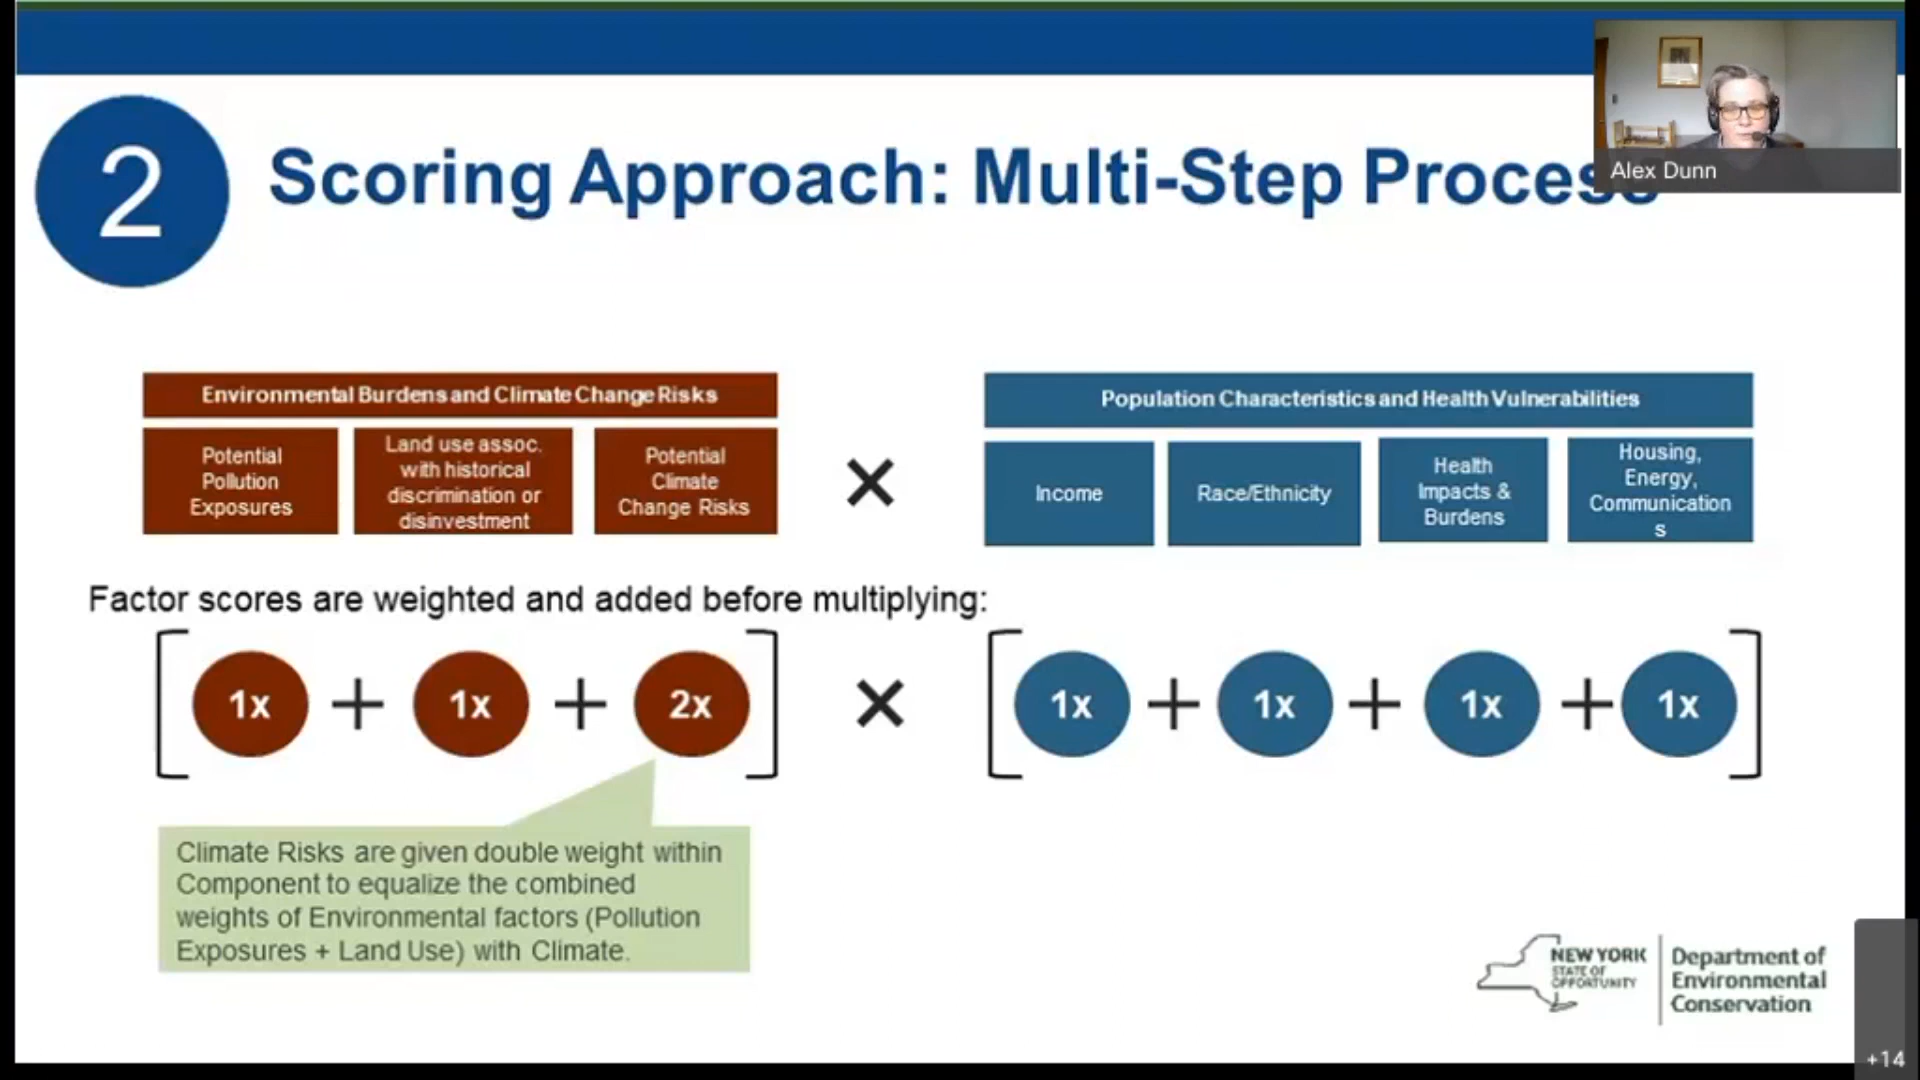 2
Scoring Approach: Multi-Step Process
Alex Dunn
Environmental Burdens and Climate Change Risks
Potential
Pollution
Exposures
Land use assoc.
with historical
discrimination or
disinvestment
Potential
Climate
Change Risks
×
Population Characteristics and Health Vulnerabilities
Income
Race/Ethnicity
Health
Impacts &
Burdens
Housing,
Energy,
Communication
s
Factor scores are weighted and added before multiplying:
[ 1x + 1x + 2x ] × [ 1x + 1x + 1x + 1x ]
Climate Risks are given double weight within
Component to equalize the combined
weights of Environmental factors (Pollution
Exposures + Land Use) with Climate.
NEW YORK
STATE OF
OPPORTUNITY
Department of
Environmental
Conservation
+14